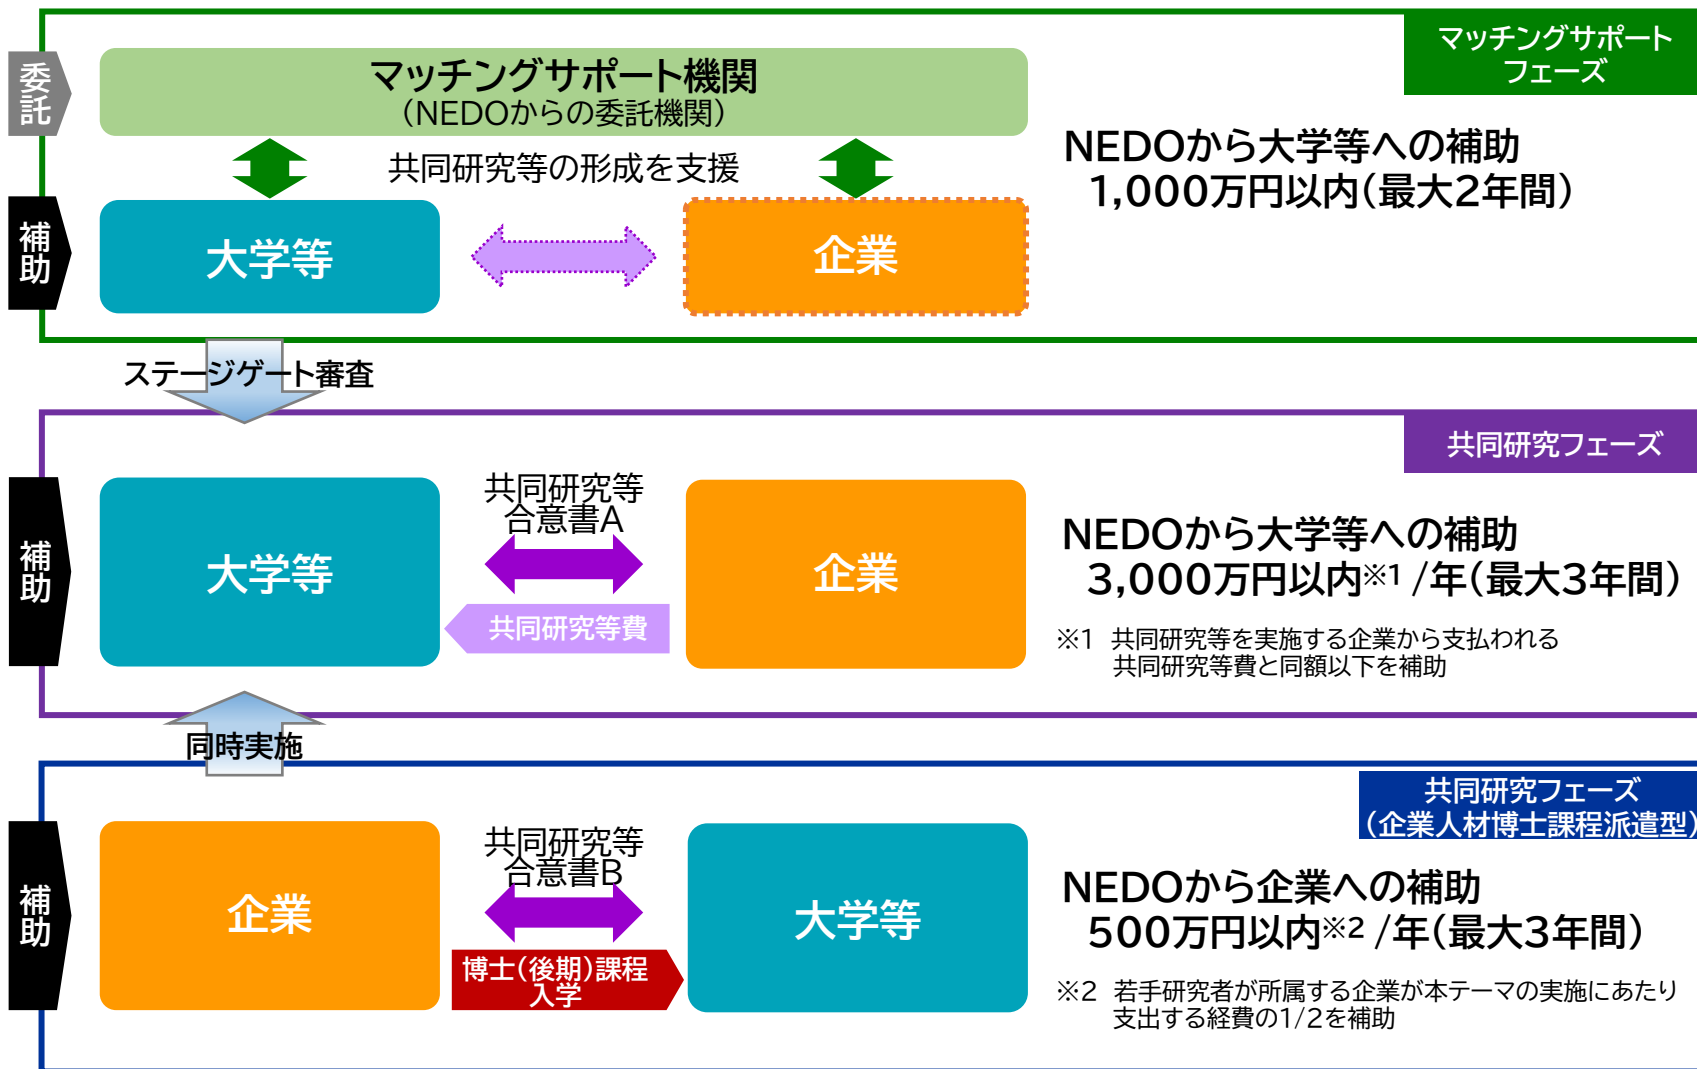 マッチングサポート
フェーズ
委託
マッチングサポート機関
(NEDOからの委託機関)
共同研究等の形成を支援
NEDOから大学等への補助
1,000万円以内(最大2年間)
補助
大学等
企業
ステージゲート審査
共同研究フェーズ
補助
大学等
共同研究等
合意書A
共同研究等費
企業
NEDOから大学等への補助
3,000万円以内※1 /年(最大3年間)
※1 共同研究等を実施する企業から支払われる
共同研究等費と同額以下を補助
同時実施
共同研究フェーズ
(企業人材博士課程派遣型)
補助
企業
共同研究等
合意書B
博士(後期)課程
入学
大学等
NEDOから企業への補助
500万円以内※2 /年(最大3年間)
※2 若手研究者が所属する企業が本テーマの実施にあたり
支出する経費の1/2を補助